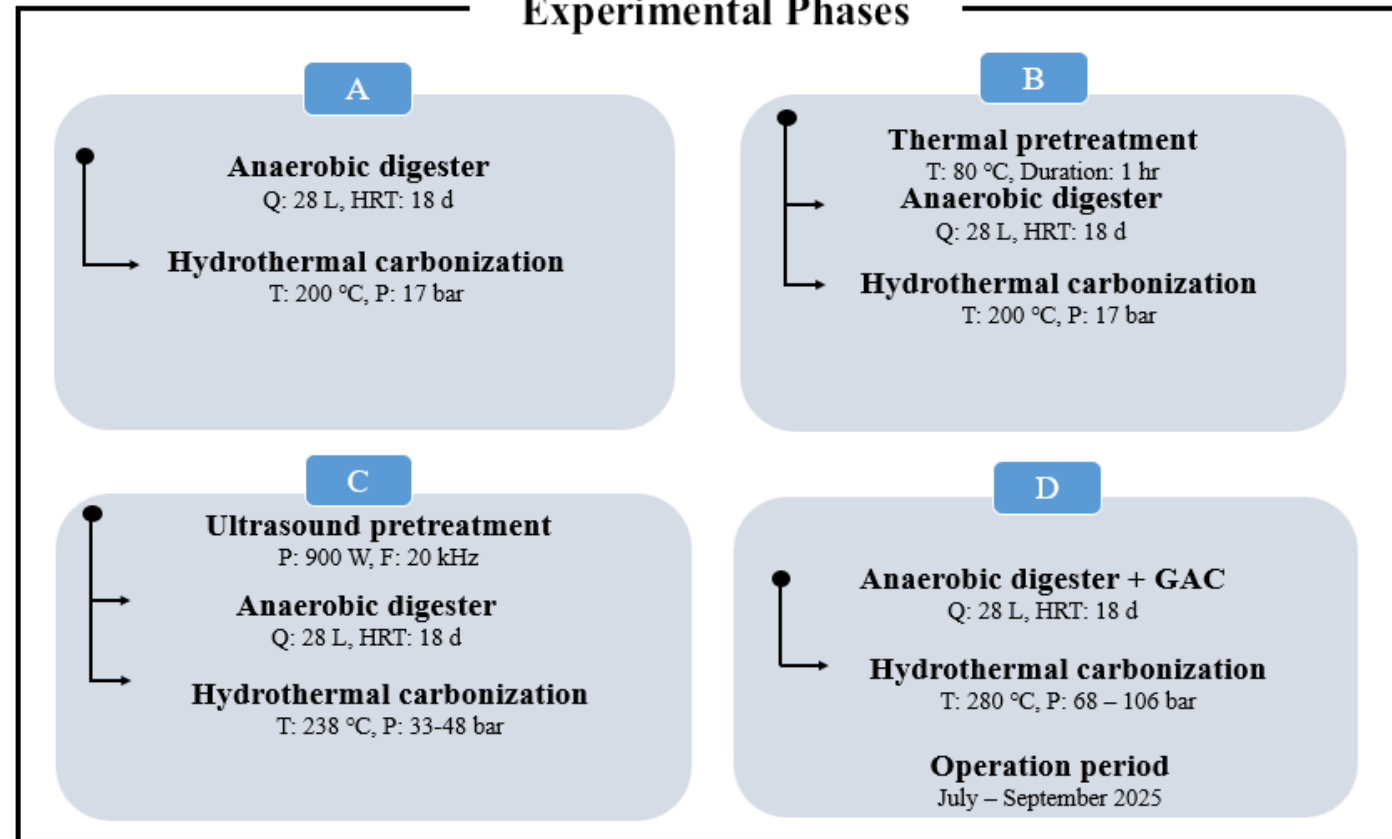 Experimental Phases
A
Anaerobic digester
Q: 28 L, HRT: 18 d
Hydrothermal carbonization
T: 200 °C, P: 17 bar
B
Thermal pretreatment
T: 80 °C, Duration: 1 hr
Anaerobic digester
Q: 28 L, HRT: 18 d
Hydrothermal carbonization
T: 200 °C, P: 17 bar
C
Ultrasound pretreatment
P: 900 W, F: 20 kHz
Anaerobic digester
Q: 28 L, HRT: 18 d
Hydrothermal carbonization
T: 238 °C, P: 33-48 bar
D
Anaerobic digester + GAC
Q: 28 L, HRT: 18 d
Hydrothermal carbonization
T: 280 °C, P: 68 – 106 bar
Operation period
July – September 2025